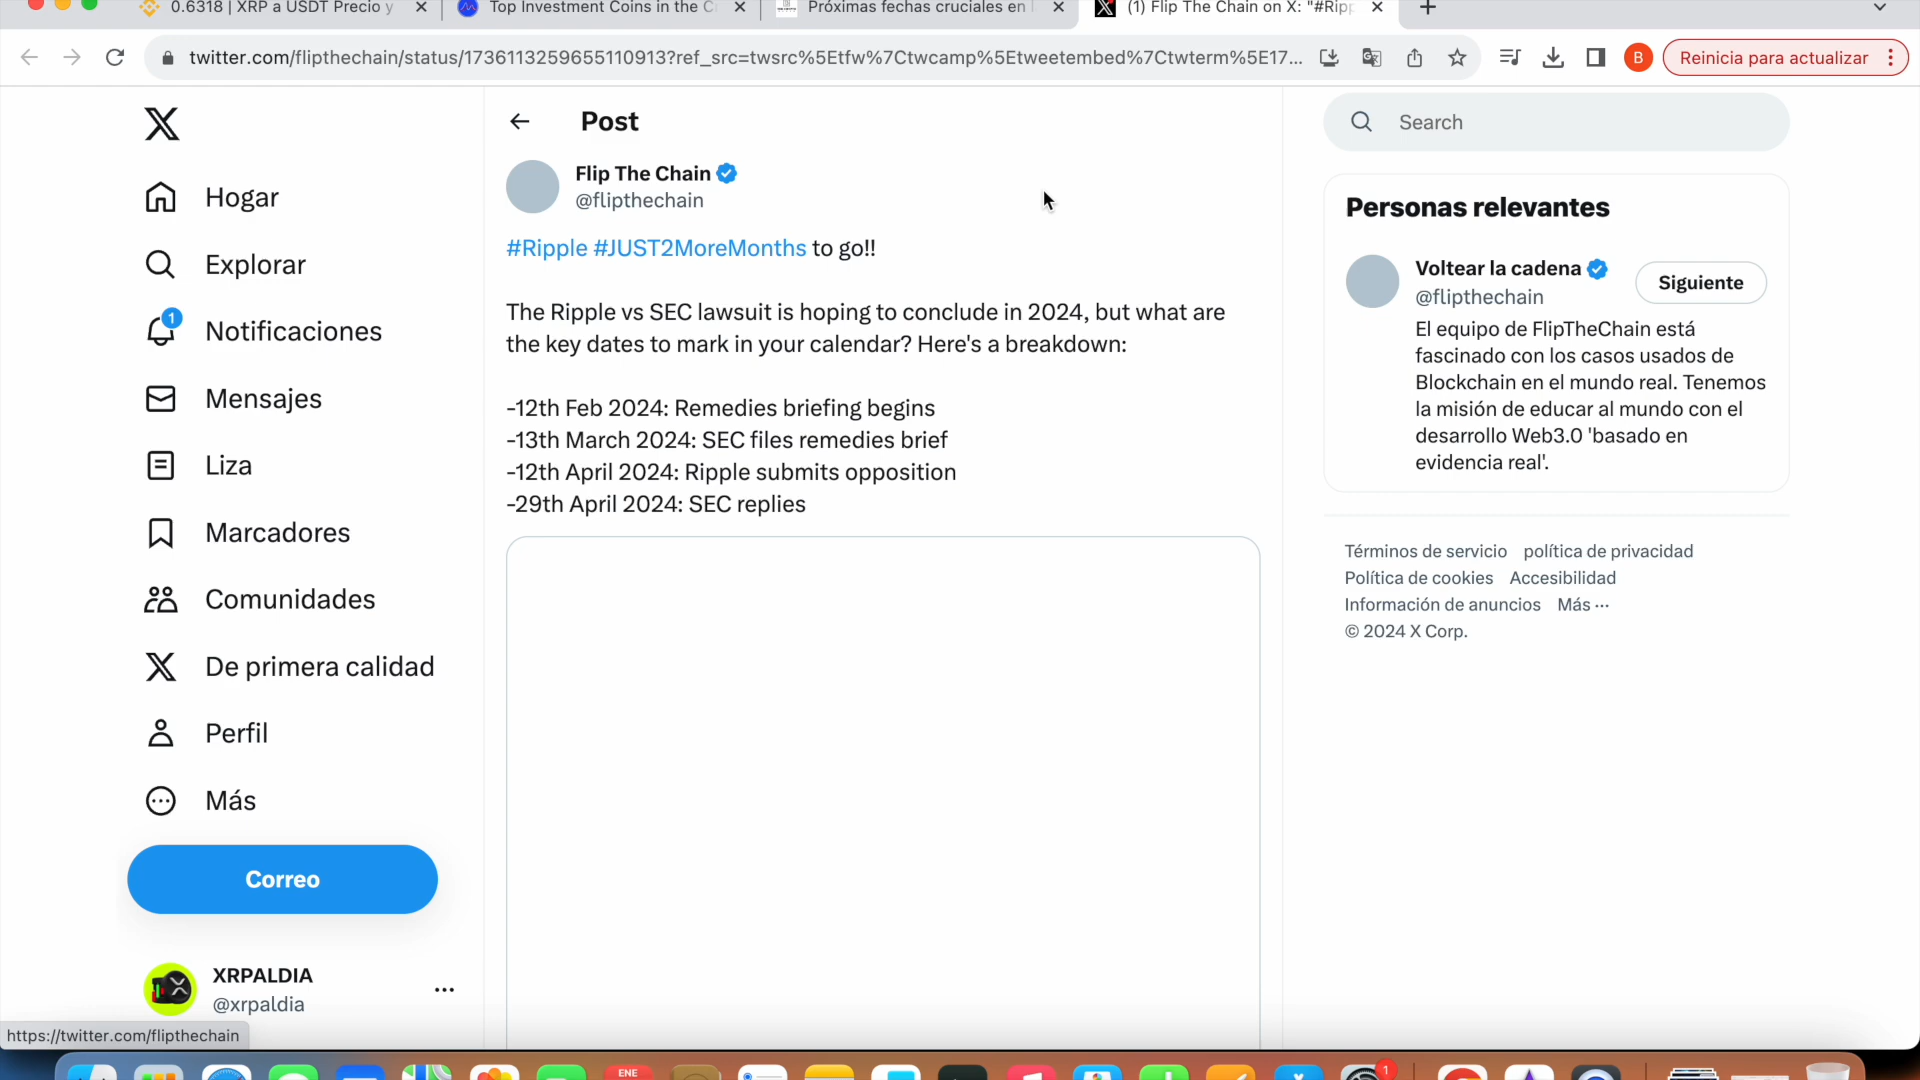 0.6318 | XRP a USDT Precio y
Top Investment Coins in the C
Próximas fechas cruciales en
(1) Flip The Chain on X: "#Ripp
twitter.com/flipthechain/status/1736113259655110913?ref_src=twsrc%5Etfw%7Ctwcamp%5Etweetembed%7Ctwterm%5E17...
B
Reinicia para actualizar
Hogar
Explorar
1
Notificaciones
Mensajes
Liza
Marcadores
Comunidades
De primera calidad
Perfil
Más
Correo
XRPALDIA
@xrpaldia
https://twitter.com/flipthechain
Post
Flip The Chain
@flipthechain
#Ripple #JUST2MoreMonths to go!!
The Ripple vs SEC lawsuit is hoping to conclude in 2024, but what are
the key dates to mark in your calendar? Here's a breakdown:
-12th Feb 2024: Remedies briefing begins
-13th March 2024: SEC files remedies brief
-12th April 2024: Ripple submits opposition
-29th April 2024: SEC replies
Search
Personas relevantes
Voltear la cadena
@flipthechain
Siguiente
El equipo de FlipTheChain está
fascinado con los casos usados de
Blockchain en el mundo real. Tenemos
la misión de educar al mundo con el
desarrollo Web3.0 'basado en
evidencia real'.
Términos de servicio política de privacidad
Política de cookies Accesibilidad
Información de anuncios Más ···
© 2024 X Corp.
ENE
1